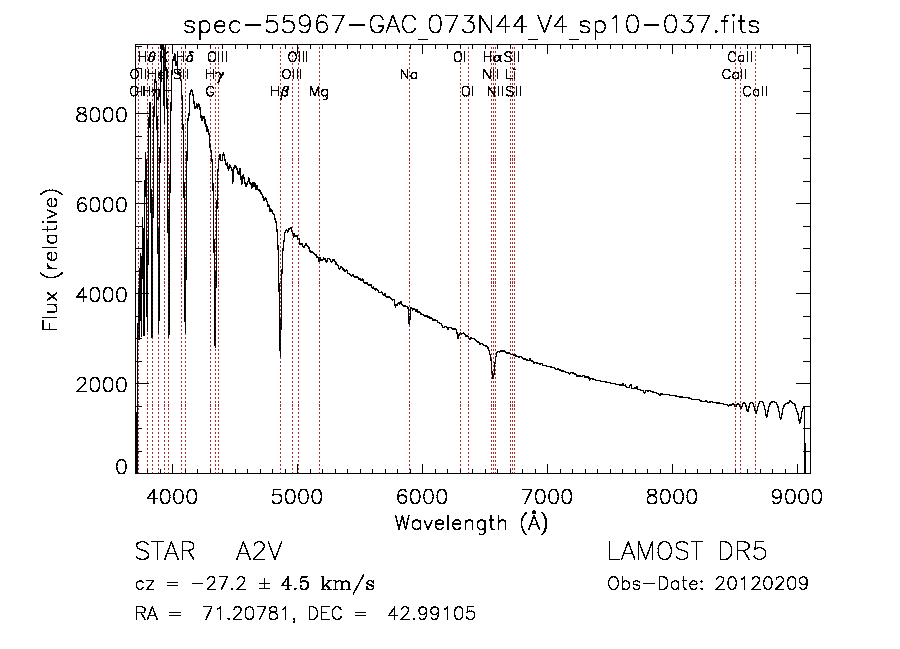 spec-55967-GAC_073N44_V4_sp10-037.fits
Hδ OIII OIII OI Hα SII CaII
Hγ OIII Na NII Li CaII
G Hβ Mg OI NII SII CaII
8000
6000
4000
2000
0
Flux (relative)
4000 5000 6000 7000 8000 9000
Wavelength (Å)
STAR A2V LAMOST DR5
cz = −27.2 ± 4.5 km/s Obs-Date: 20120209
RA = 71.20781, DEC = 42.99105